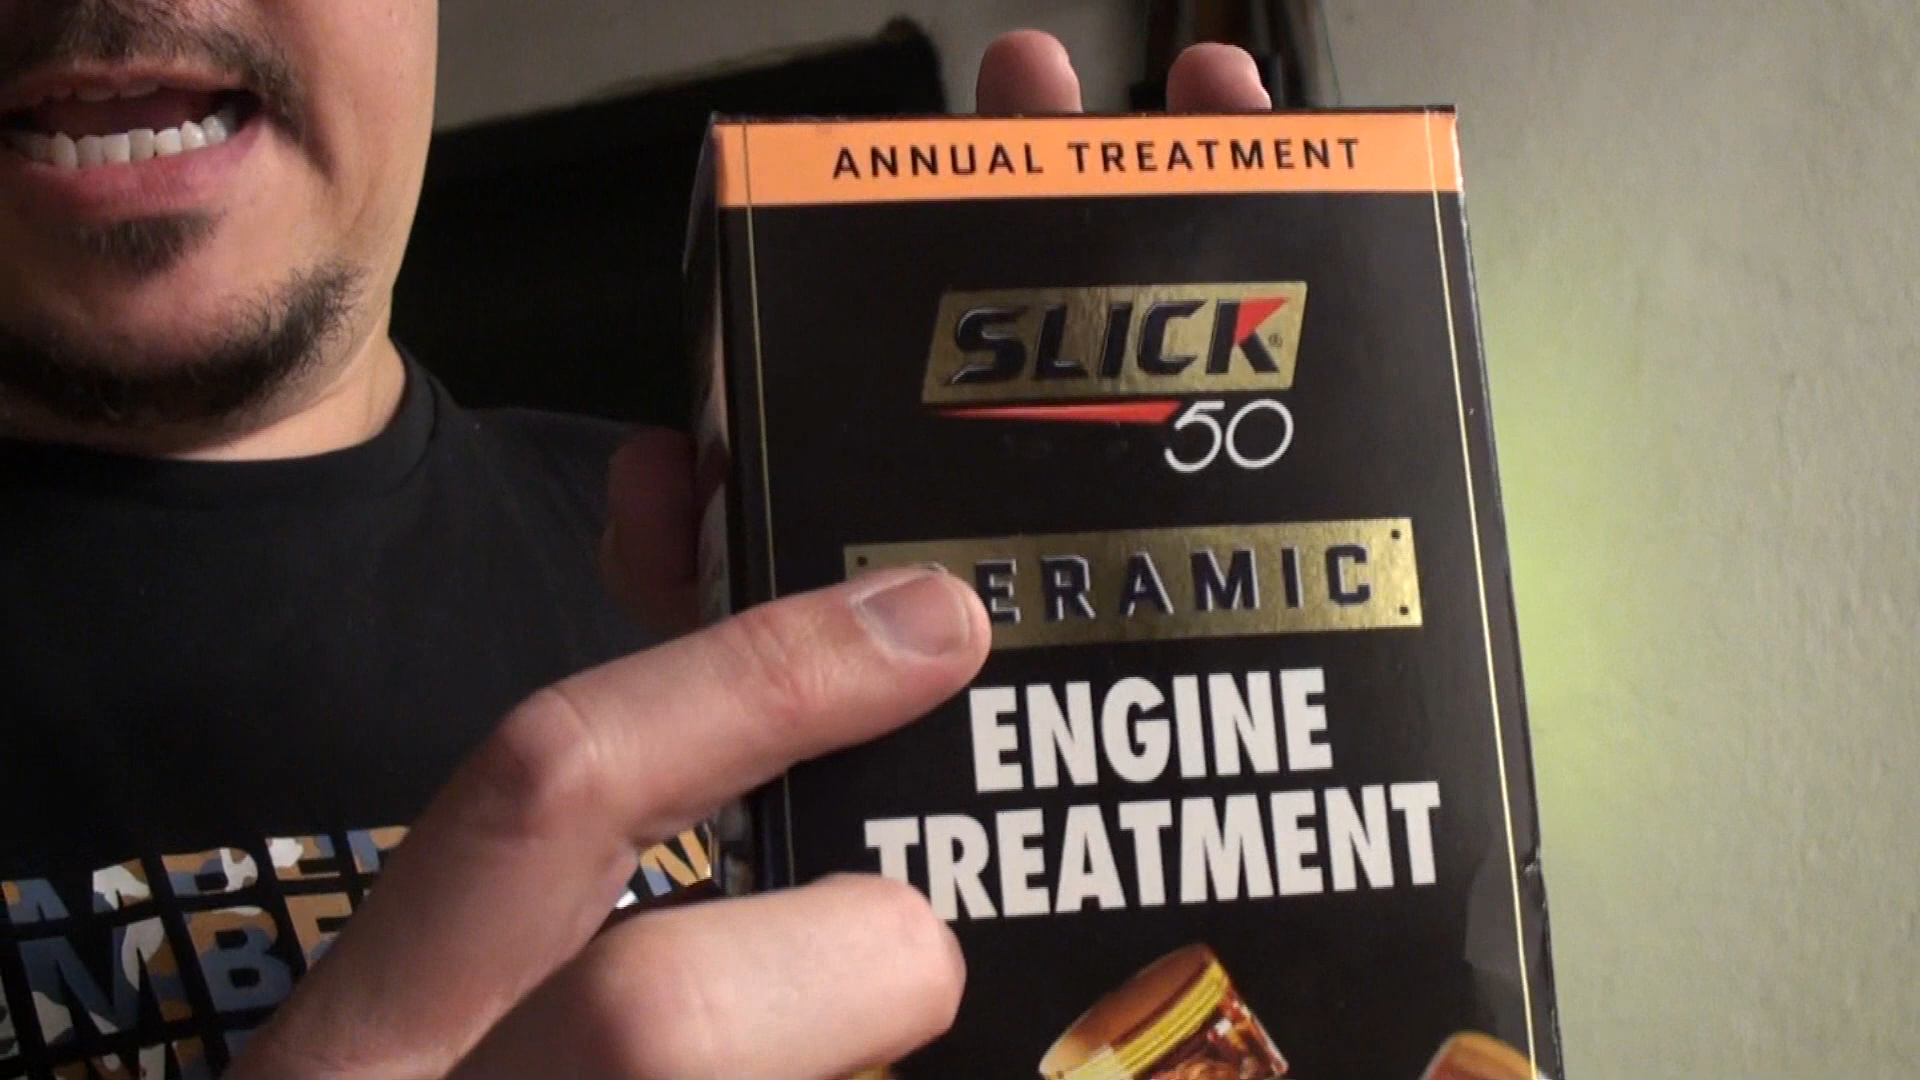 ANNUAL TREATMENT
SLICK®
50
ERAMIC
ENGINE
TREATMENT